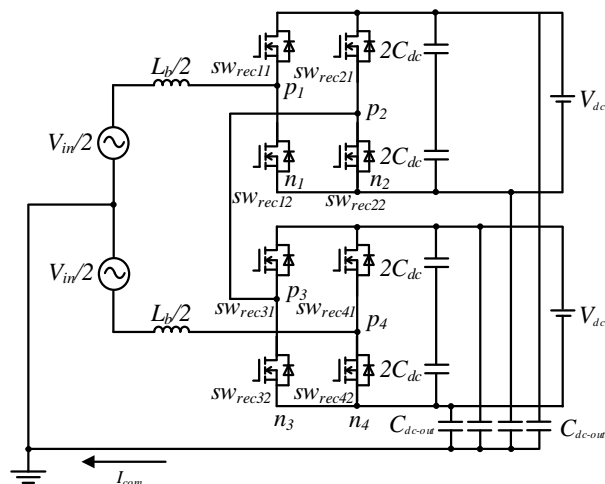 sw_rec11
sw_rec21
2C_dc
L_b/2
p_1
p_2
V_dc
V_in/2
2C_dc
n_1
n_2
sw_rec12
sw_rec22
V_in/2
2C_dc
p_3
sw_rec31
sw_rec41
p_4
V_dc
L_b/2
2C_dc
sw_rec32
sw_rec42
n_3
n_4
C_dc-out
C_dc-out
I_com